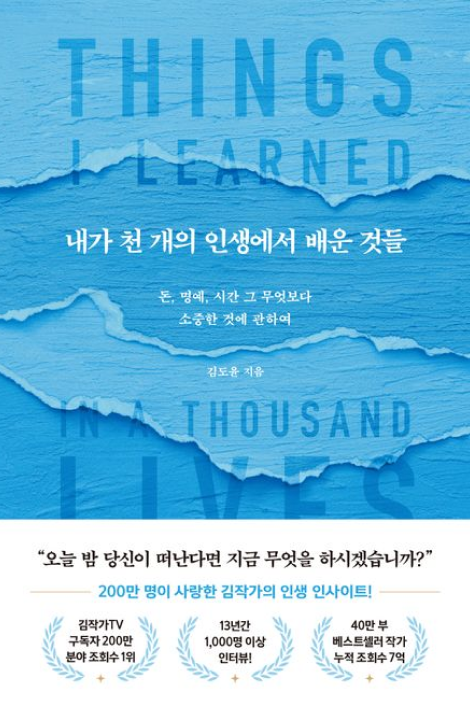 THINGS
I LEARNED
내가 천 개의 인생에서 배운 것들
돈, 명예, 시간 그 무엇보다
소중한 것에 관하여
김도윤 지음
IN A THOUSAND
LIVES
“오늘 밤 당신이 떠난다면 지금 무엇을 하시겠습니까?”
200만 명이 사랑한 김작가의 인생 인사이트!
김작가TV
구독자 200만
분야 조회수 1위
13년간
1,000명 이상
인터뷰!
40만 부
베스트셀러 작가
누적 조회수 7억